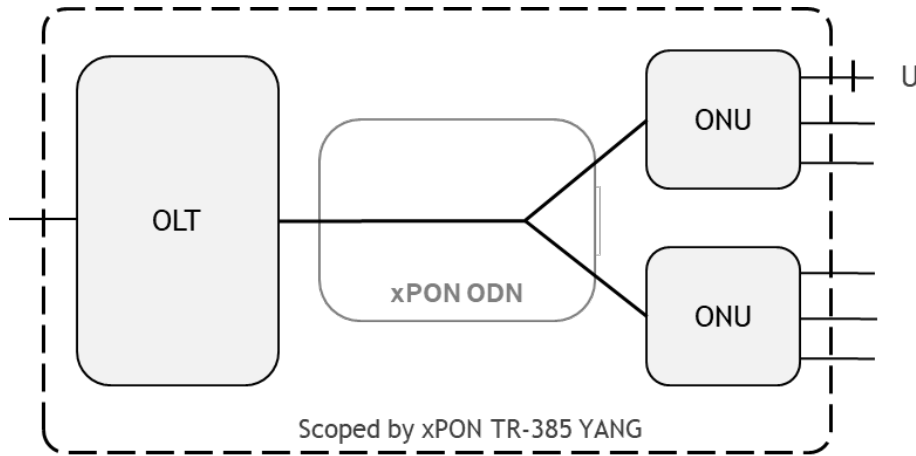 ONU
U
OLT
xPON ODN
ONU
Scoped by xPON TR-385 YANG